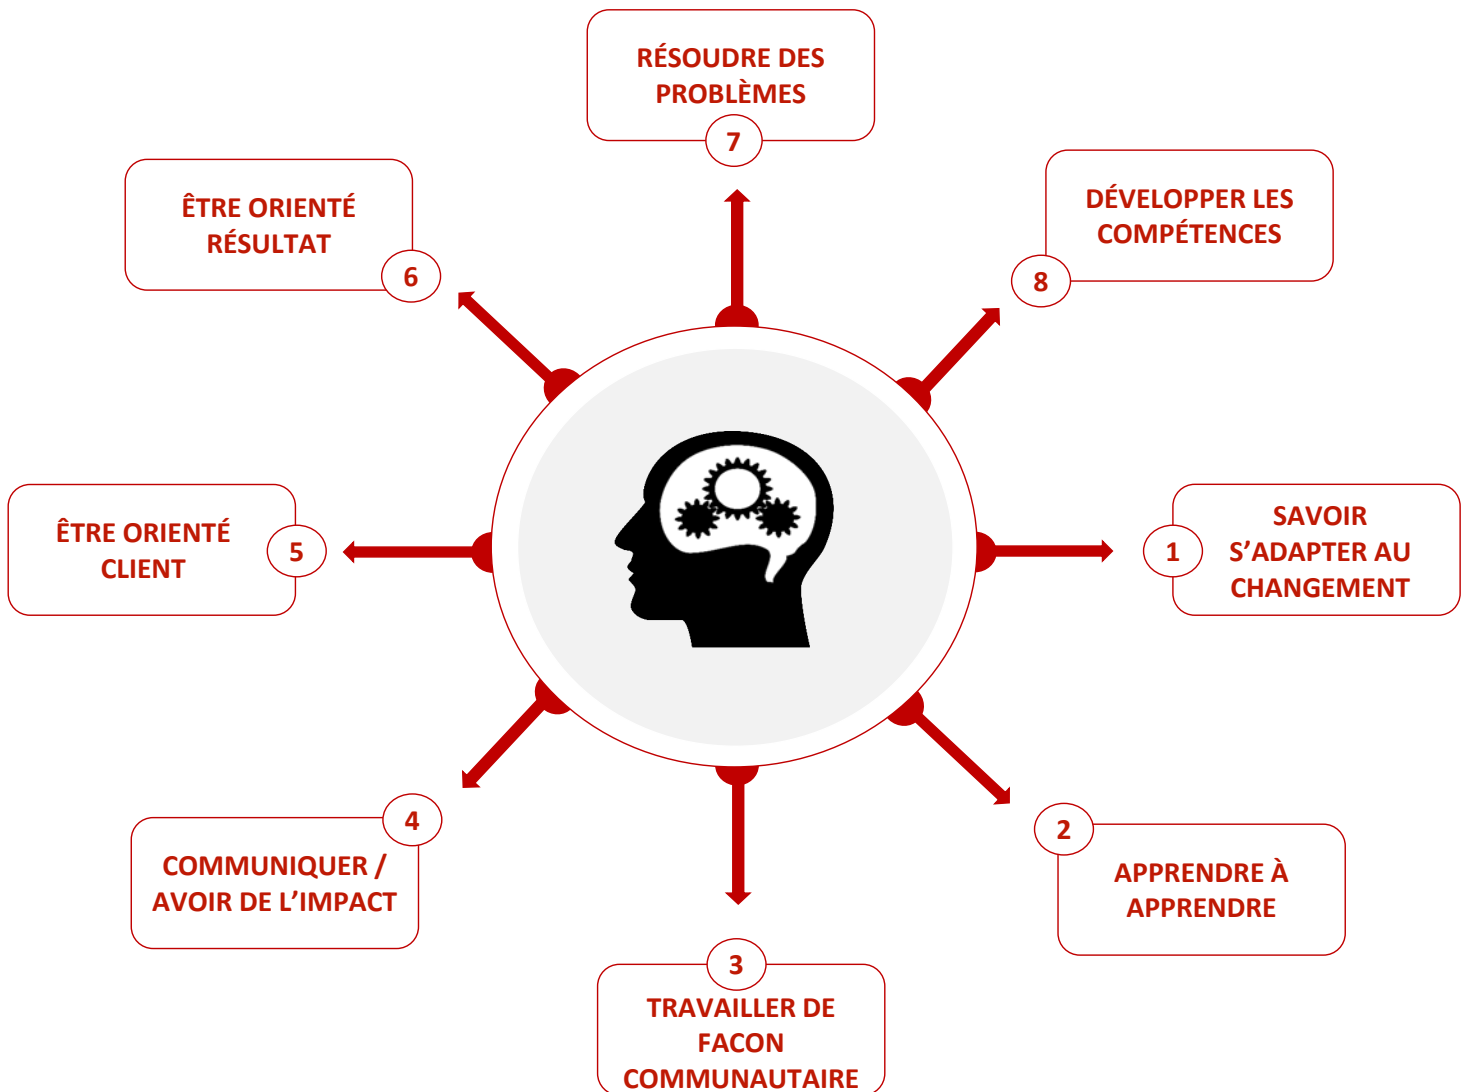 RÉSOUDRE DES
PROBLÈMES
7
ÊTRE ORIENTÉ
RÉSULTAT
6
DÉVELOPPER LES
COMPÉTENCES
8
ÊTRE ORIENTÉ
CLIENT
5
1
SAVOIR
S’ADAPTER AU
CHANGEMENT
4
COMMUNIQUER /
AVOIR DE L’IMPACT
2
APPRENDRE À
APPRENDRE
3
TRAVAILLER DE
FACON
COMMUNAUTAIRE